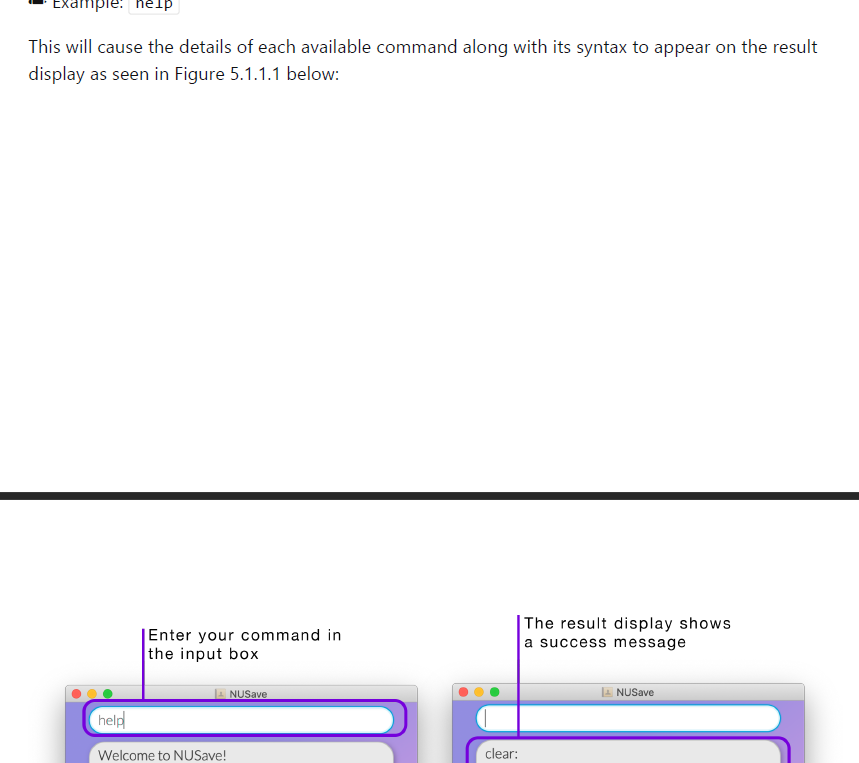 Example: help
This will cause the details of each available command along with its syntax to appear on the result
display as seen in Figure 5.1.1.1 below:
Enter your command in
the input box
The result display shows
a success message
NUSave
help
Welcome to NUSave!
NUSave
clear: